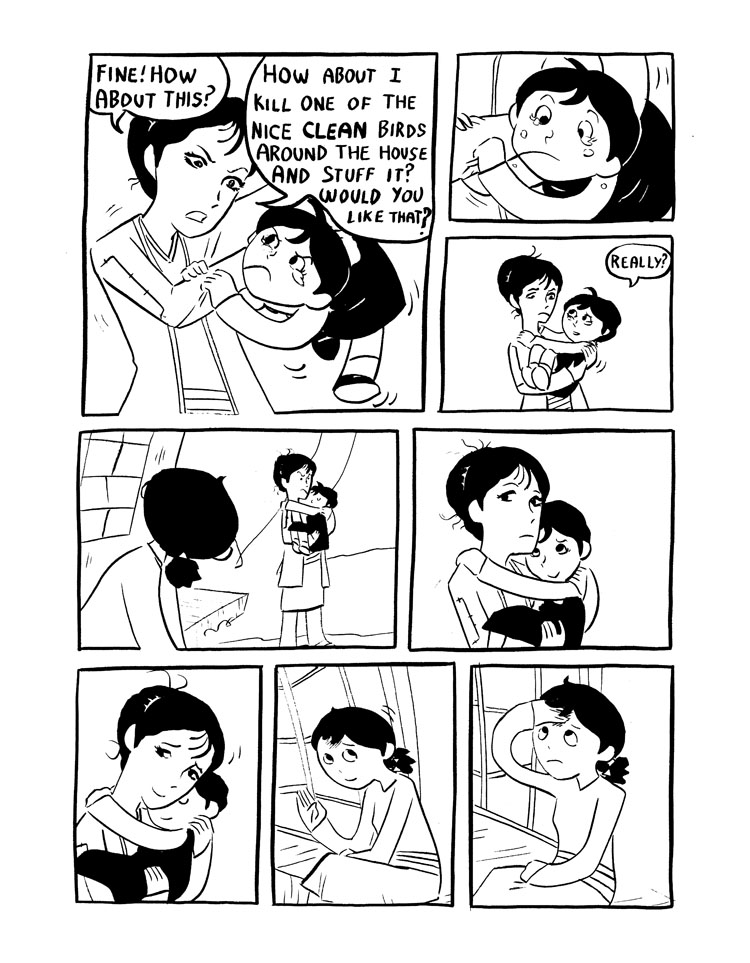 FINE! HOW
ABOUT THIS?
HOW ABOUT I
KILL ONE OF THE
NICE CLEAN BIRDS
AROUND THE HOUSE
AND STUFF IT?
WOULD YOU
LIKE THAT?
REALLY?